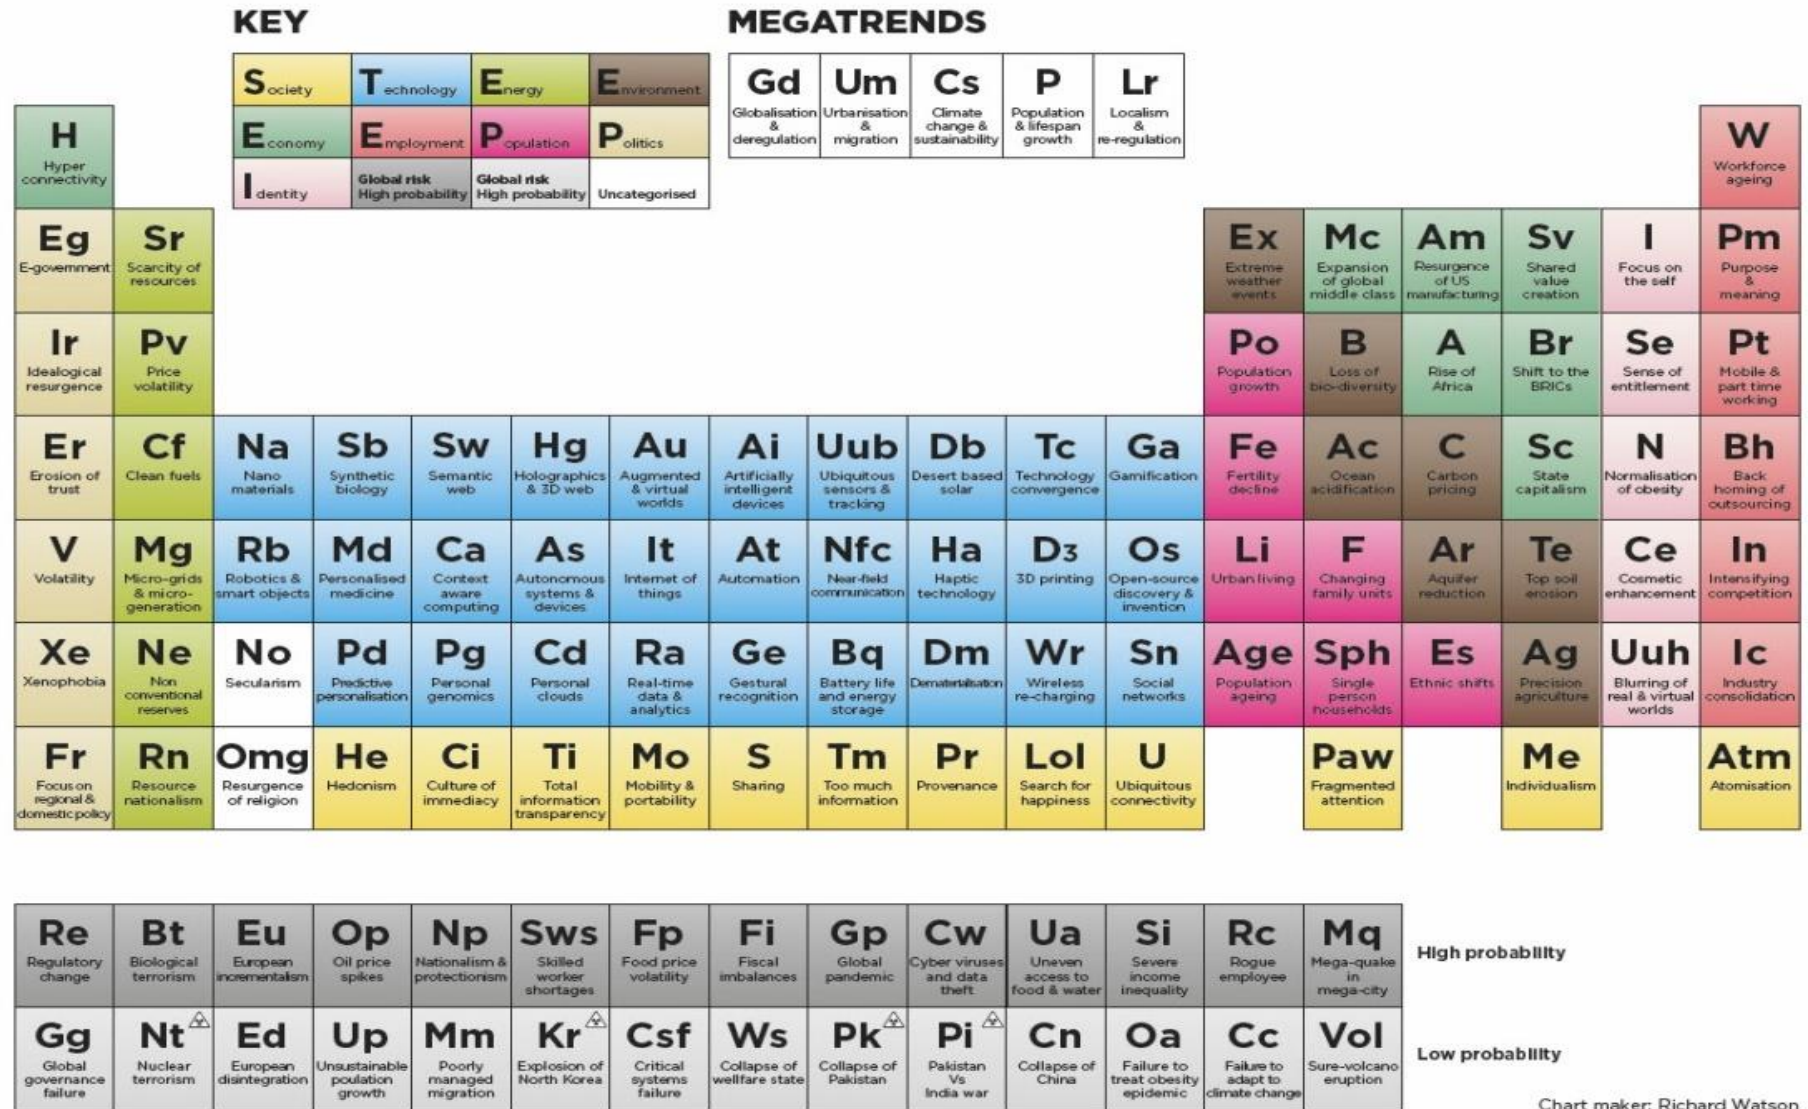 KEY
MEGATRENDS
Society
Technology
Energy
Environment
Economy
Employment
Population
Politics
Identity
Global risk
High probability
Global risk
High probability
Uncategorised
Gd
Globalisation
&
deregulation
Um
Urbanisation
&
migration
Cs
Climate
change &
sustainability
P
Population
& lifespan
growth
Lr
Localism
&
re-regulation
H
Hyper
connectivity
W
Workforce
ageing
Eg
E-government
Sr
Scarcity of
resources
Ex
Extreme
weather
events
Mc
Expansion
of global
middle class
Am
Resurgence
of US
manufacturing
Sv
Shared
value
creation
I
Focus on
the self
Pm
Purpose
&
meaning
Ir
Idealogical
resurgence
Pv
Price
volatility
Po
Population
growth
B
Loss of
bio-diversity
A
Rise of
Africa
Br
Shift to the
BRICs
Se
Sense of
entitlement
Pt
Mobile &
part time
working
Er
Erosion of
trust
Cf
Clean fuels
Na
Nano
materials
Sb
Synthetic
biology
Sw
Semantic
web
Hg
Holographics
& 3D web
Au
Augmented
& virtual
worlds
Ai
Artificially
intelligent
devices
Uub
Ubiquitous
sensors &
tracking
Db
Desert based
solar
Tc
Technology
convergence
Ga
Gamification
Fe
Fertility
decline
Ac
Ocean
acidification
C
Carbon
pricing
Sc
State
capitalism
N
Normalisation
of obesity
Bh
Back
homing of
outsourcing
V
Volatility
Mg
Micro-grids
& micro-
generation
Rb
Robotics &
smart objects
Md
Personalised
medicine
Ca
Context
aware
computing
As
Autonomous
systems &
devices
It
Internet of
things
At
Automation
Nfc
Near-field
communication
Ha
Haptic
technology
D3
3D printing
Os
Open-source
discovery &
invention
Li
Urban living
F
Changing
family units
Ar
Aquifer
reduction
Te
Top soil
erosion
Ce
Cosmetic
enhancement
In
Intensifying
competition
Xe
Xenophobia
Ne
Non
conventional
reserves
No
Secularism
Pd
Predictive
personalisation
Pg
Personal
genomics
Cd
Personal
clouds
Ra
Real-time
data &
analytics
Ge
Gestural
recognition
Bq
Battery life
and energy
storage
Dm
Dematerialisation
Wr
Wireless
re-charging
Sn
Social
networks
Age
Population
ageing
Sph
Single
person
households
Es
Ethnic shifts
Ag
Precision
agriculture
Uuh
Blurring of
real & virtual
worlds
Ic
Industry
consolidation
Fr
Focus on
regional &
domestic policy
Rn
Resource
nationalism
Omg
Resurgence
of religion
He
Hedonism
Ci
Culture of
immediacy
Ti
Total
information
transparency
Mo
Mobility &
portability
S
Sharing
Tm
Too much
information
Pr
Provenance
Lol
Search for
happiness
U
Ubiquitous
connectivity
Paw
Fragmented
attention
Me
Individualism
Atm
Atomisation
Re
Regulatory
change
Bt
Biological
terrorism
Eu
European
incrementalism
Op
Oil price
spikes
Np
Nationalism &
protectionism
Sws
Skilled
worker
shortages
Fp
Food price
volatility
Fi
Fiscal
imbalances
Gp
Global
pandemic
Cw
Cyber viruses
and data
theft
Ua
Uneven
access to
food & water
Si
Severe
income
inequality
Rc
Rogue
employee
Mq
Mega-quake
in
mega-city
High probability
Gg
Global
governance
failure
Nt
Nuclear
terrorism
Ed
European
disintegration
Up
Unsustainable
poulation
growth
Mm
Poorly
managed
migration
Kr
Explosion of
North Korea
Csf
Critical
systems
failure
Ws
Collapse of
wellfare state
Pk
Collapse of
Pakistan
Pi
Pakistan
Vs
India war
Cn
Collapse of
China
Oa
Failure to
treat obesity
epidemic
Cc
Failure to
adapt to
climate change
Vol
Sure-volcano
eruption
Low probability
Chart maker: Richard Watson